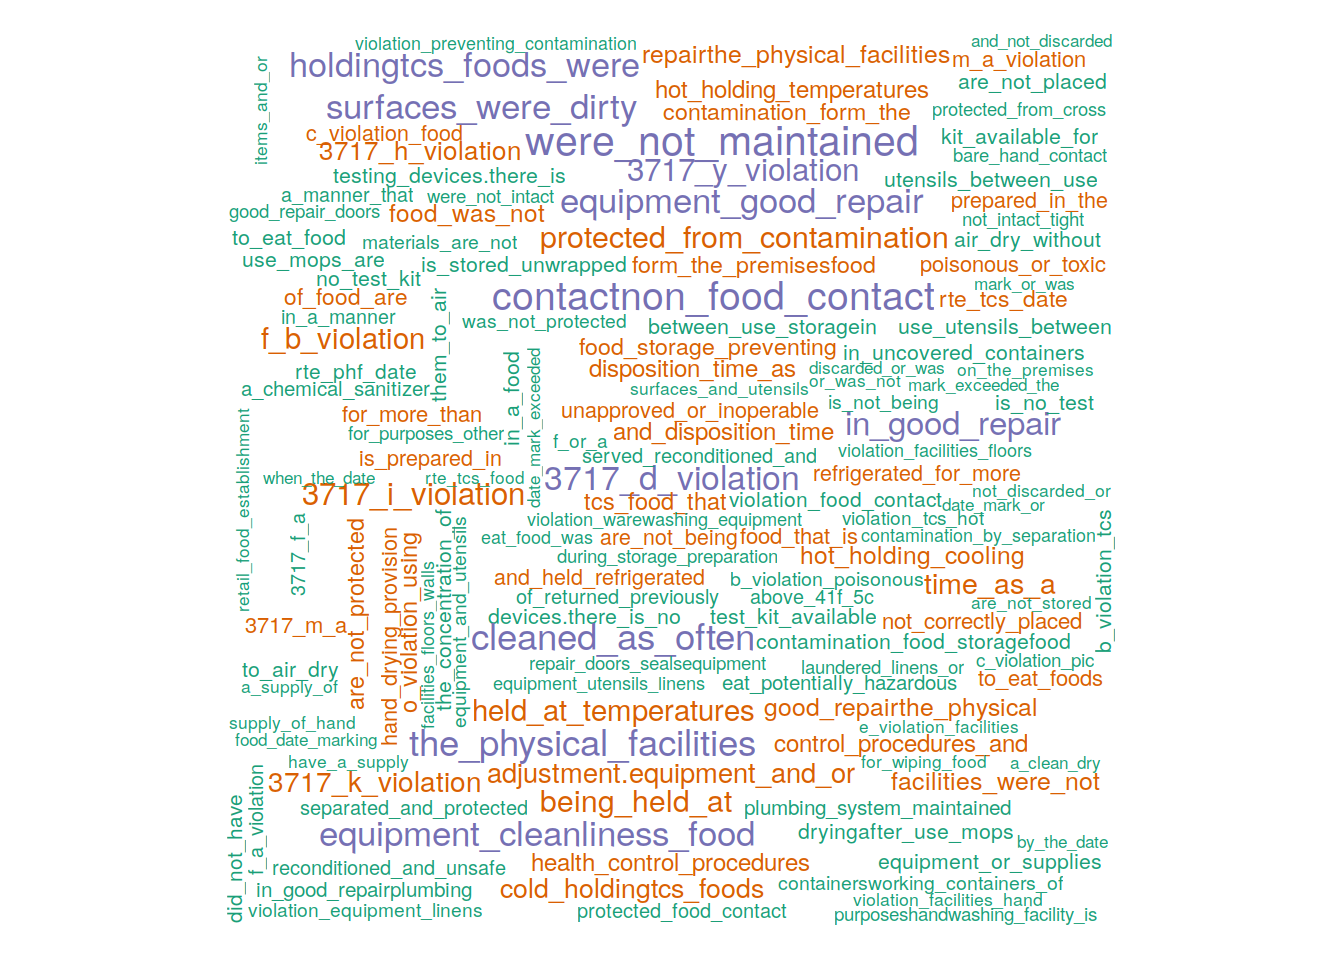 violation_preventing_contamination
and_not_discarded
holdingtcs_foods_were
repairthe_physical_facilities
m_a_violation
items_and_or
hot_holding_temperatures
are_not_placed
surfaces_were_dirty
contamination_form_the
protected_from_cross
c_violation_food
were_not_maintained
kit_available_for
3717_h_violation
bare_hand_contact
testing_devices.there_is
3717_y_violation
utensils_between_use
a_manner_that
were_not_intact
equipment_good_repair
prepared_in_the
good_repair_doors
food_was_not
not_intact_tight
to_eat_food
materials_are_not
protected_from_contamination
air_dry_without
use_mops_are
is_stored_unwrapped
form_the_premisesfood
poisonous_or_toxic
no_test_kit
mark_or_was
of_food_are
them_to_air
contactnon_food_contact
rte_tcs_date
in_a_manner
was_not_protected
between_use_storagein
use_utensils_between
f_b_violation
food_storage_preventing
in_uncovered_containers
rte_phf_date
in_a_food
date_mark_exceeded
disposition_time_as
discarded_or_was
on_the_premises
a_chemical_sanitizer
surfaces_and_utensils
or_was_not
mark_exceeded_the
for_more_than
unapproved_or_inoperable
is_not_being
is_no_test
for_purposes_other
f_or_a
and_disposition_time
in_good_repair
is_prepared_in
served_reconditioned_and
violation_facilities_floors
retail_food_establishment
when_the_date
rte_tcs_food
3717_d_violation
refrigerated_for_more
3717_i_violation
tcs_food_that
violation_food_contact
not_discarded_or
date_mark_or
3717_f_a
are_not_protected
hand_drying_provision
o_violation_using
facilities_floors_walls
the_concentration_of
equipment_and_utensils
violation_warewashing_equipment
violation_tcs_hot
b_violation_tcs
eat_food_was
are_not_being
food_that_is
contamination_by_separation
during_storage_preparation
hot_holding_cooling
and_held_refrigerated
b_violation_poisonous
time_as_a
of_returned_previously
above_41f_5c
are_not_stored
3717_m_a
devices.there_is_no
test_kit_available
not_correctly_placed
cleaned_as_often
contamination_food_storagefood
to_air_dry
repair_doors_sealsequipment
laundered_linens_or
c_violation_pic
a_supply_of
equipment_utensils_linens
eat_potentially_hazardous
to_eat_foods
supply_of_hand
held_at_temperatures
good_repairthe_physical
e_violation_facilities
food_date_marking
the_physical_facilities
control_procedures_and
have_a_supply
for_wiping_food
a_clean_dry
3717_k_violation
adjustment.equipment_and_or
facilities_were_not
did_not_have
f_a_violation
separated_and_protected
being_held_at
plumbing_system_maintained
equipment_cleanliness_food
dryingafter_use_mops
by_the_date
reconditioned_and_unsafe
health_control_procedures
equipment_or_supplies
in_good_repairplumbing
cold_holdingtcs_foods
containersworking_containers_of
violation_facilities_hand
violation_equipment_linens
protected_food_contact
purposeshandwashing_facility_is